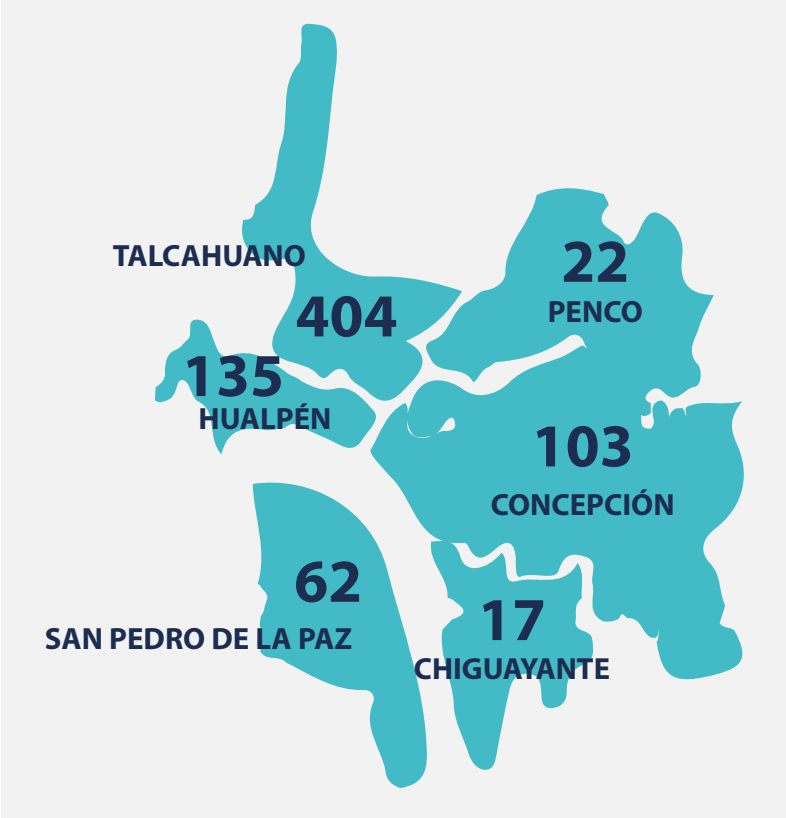 TALCAHUANO
404
22
PENCO
135
HUALPÉN
103
CONCEPCIÓN
62
SAN PEDRO DE LA PAZ
17
CHIGUAYANTE